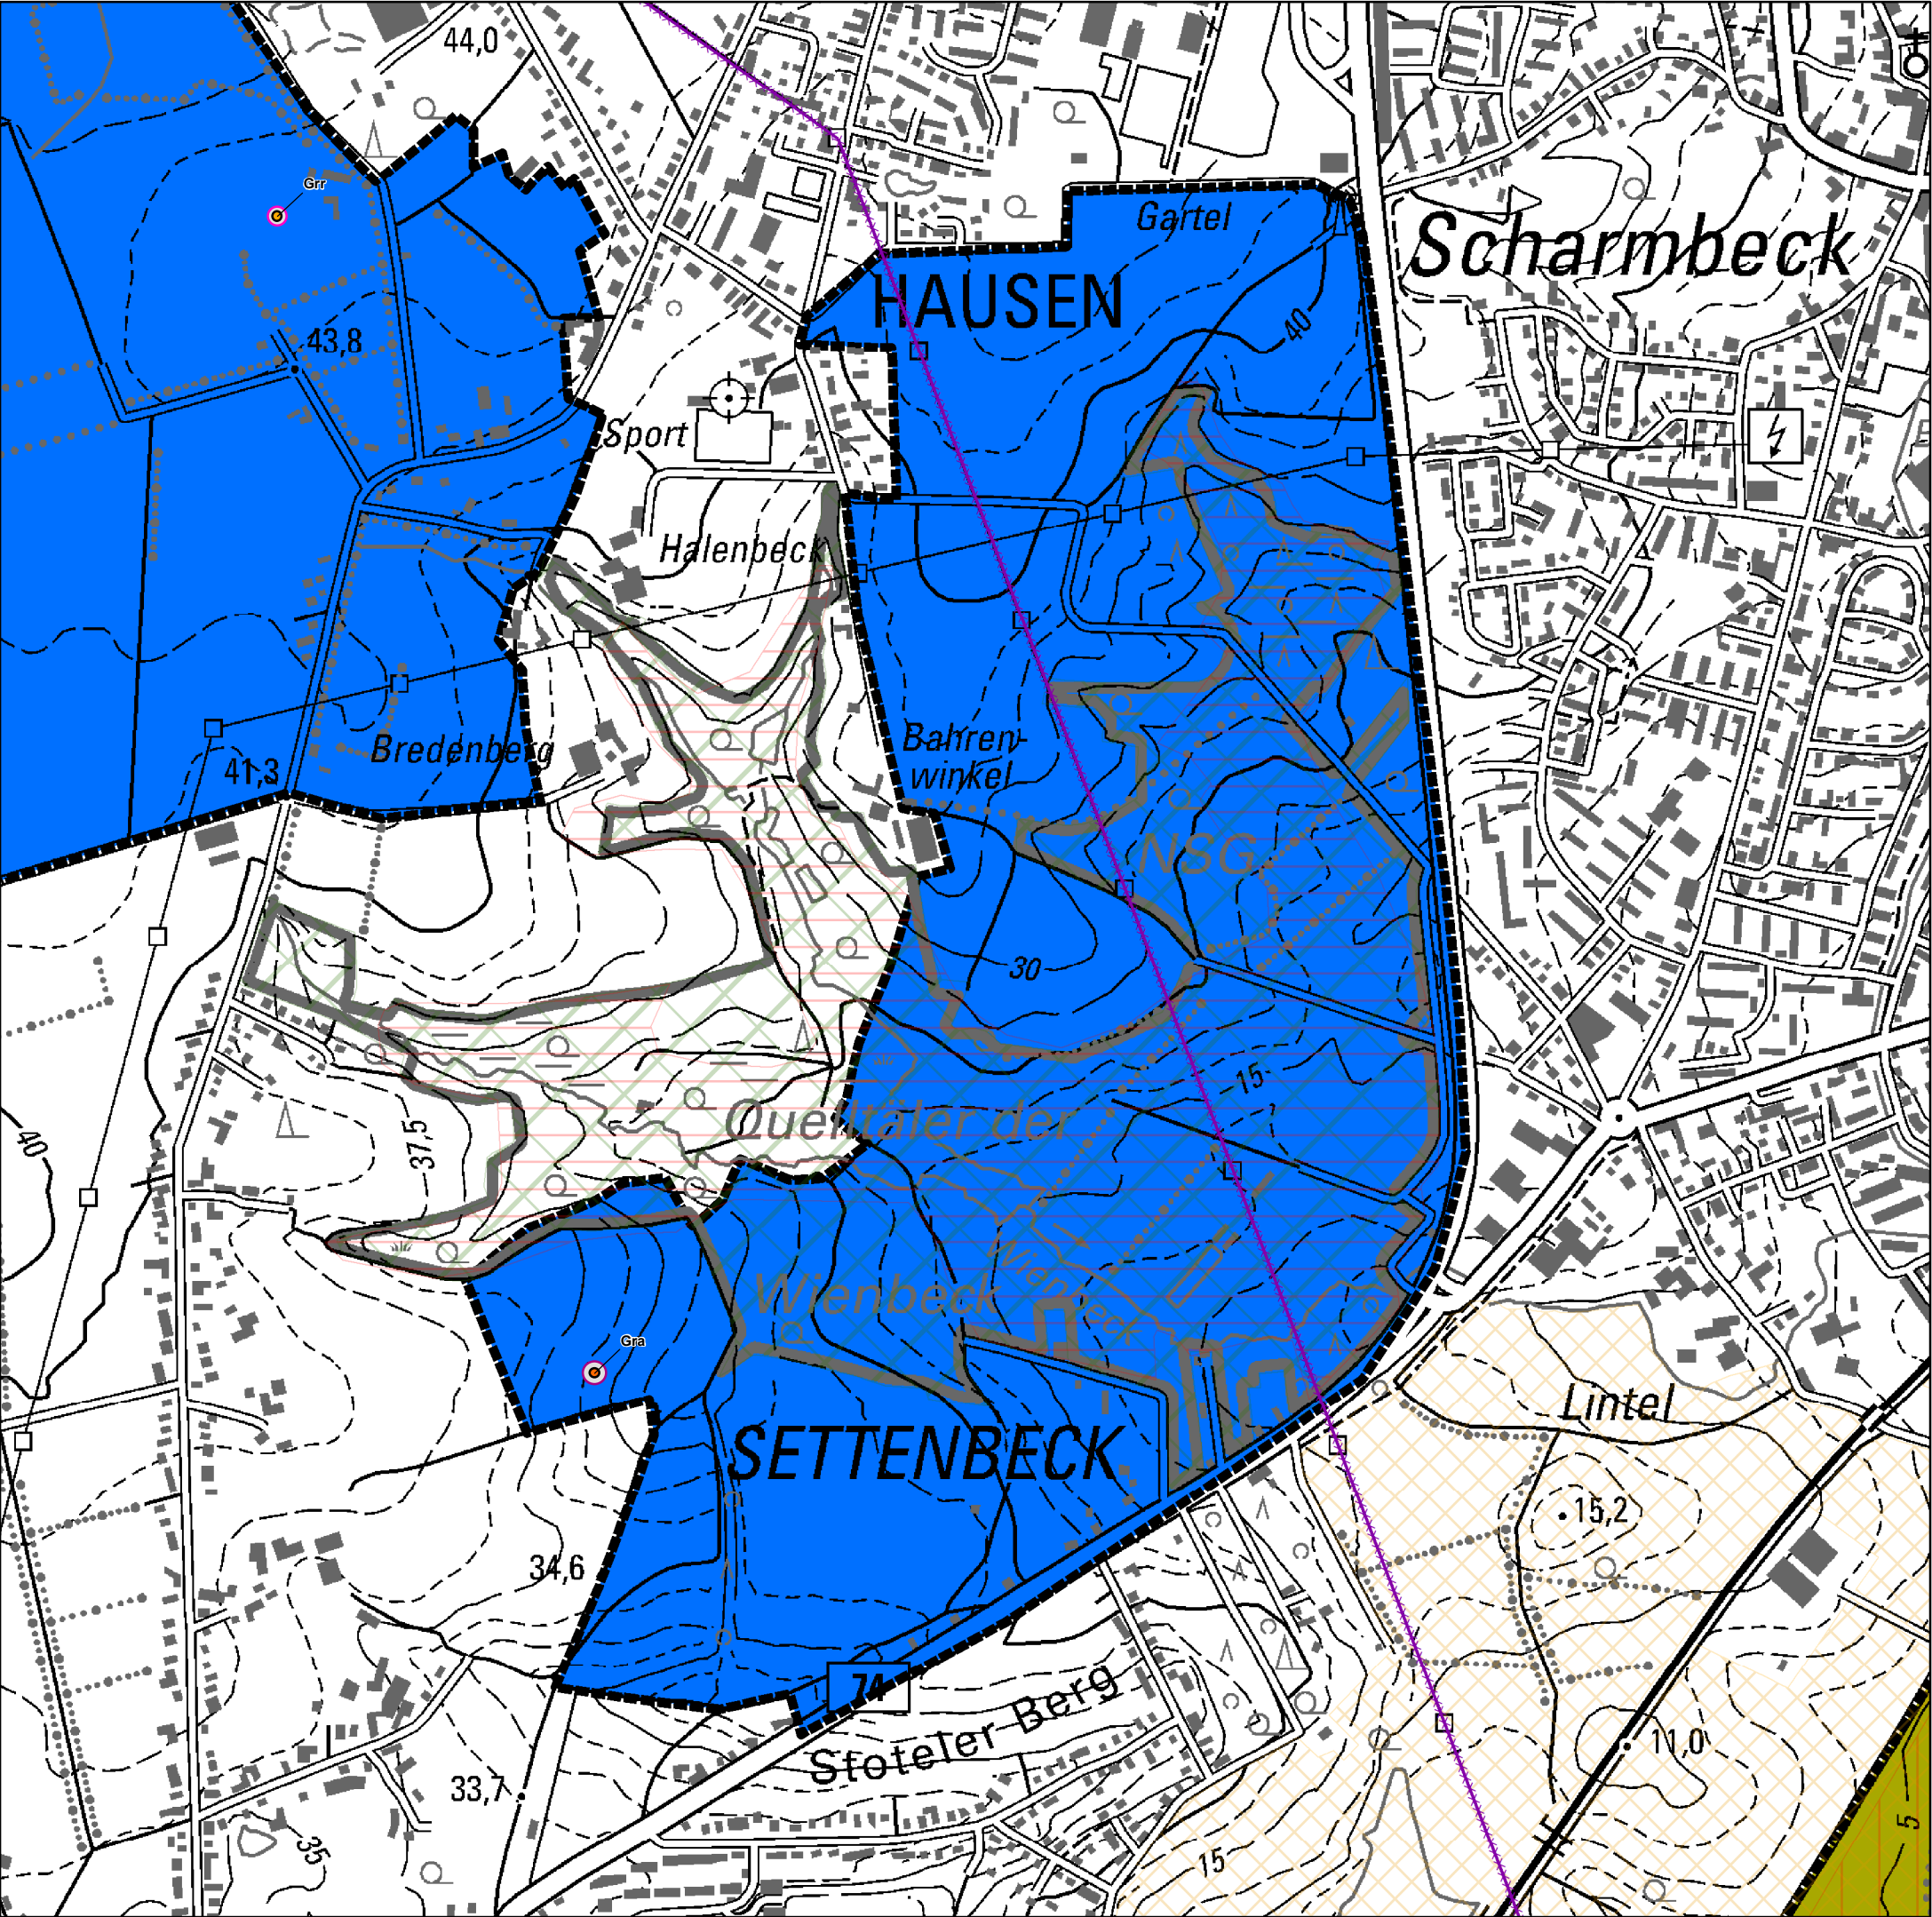 44,0
Grr
Gartel
Scharmbeck
HAUSEN
40
43,8
Sport
Halenbeck
Bahren-
winkel
Bredenberg
41,3
NSG
30
15
Quelltäler der
37,5
40
Wienbeck
Wienbeck
Gra
Lintel
SETTENBECK
15,2
34,6
74
Stoteler Berg
11,0
33,7
35
15
5